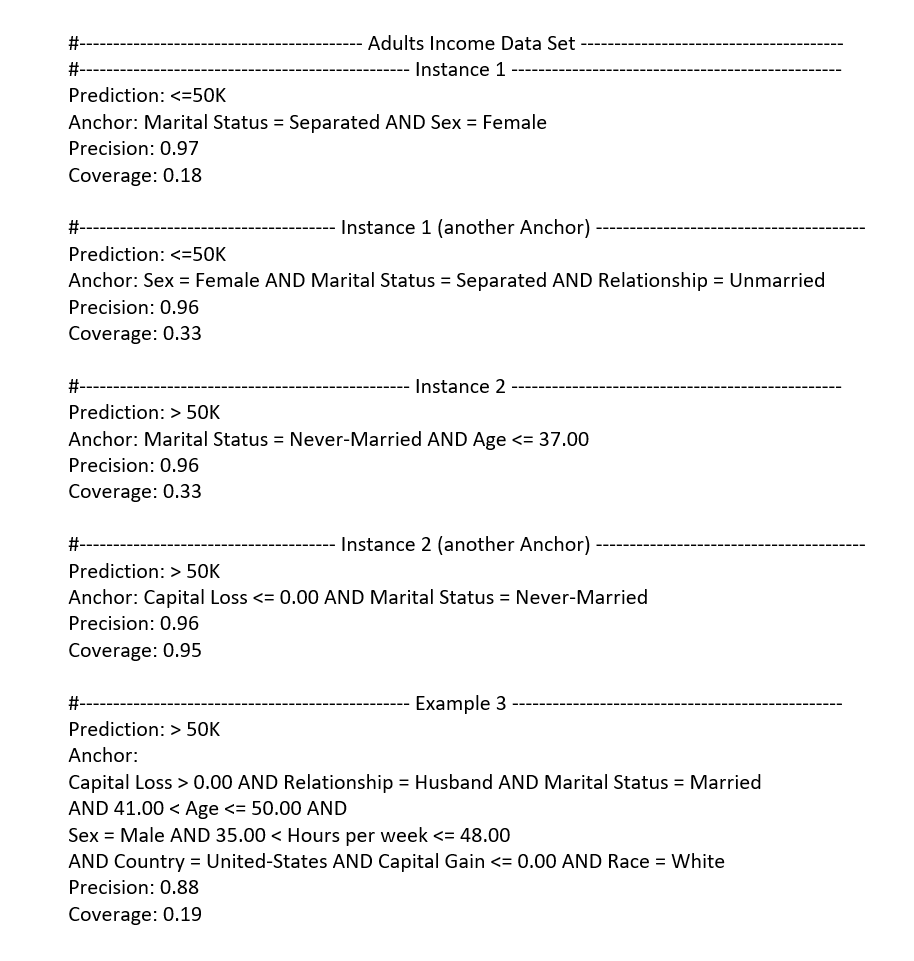 #------------------------------------------ Adults Income Data Set ---------------------------------------
#------------------------------------------------- Instance 1 -------------------------------------------------
Prediction: <=50K
Anchor: Marital Status = Separated AND Sex = Female
Precision: 0.97
Coverage: 0.18
#-------------------------------------- Instance 1 (another Anchor) ----------------------------------------
Prediction: <=50K
Anchor: Sex = Female AND Marital Status = Separated AND Relationship = Unmarried
Precision: 0.96
Coverage: 0.33
#------------------------------------------------- Instance 2 -------------------------------------------------
Prediction: > 50K
Anchor: Marital Status = Never-Married AND Age <= 37.00
Precision: 0.96
Coverage: 0.33
#-------------------------------------- Instance 2 (another Anchor) ----------------------------------------
Prediction: > 50K
Anchor: Capital Loss <= 0.00 AND Marital Status = Never-Married
Precision: 0.96
Coverage: 0.95
#------------------------------------------------- Example 3 -------------------------------------------------
Prediction: > 50K
Anchor:
Capital Loss > 0.00 AND Relationship = Husband AND Marital Status = Married
AND 41.00 < Age <= 50.00 AND
Sex = Male AND 35.00 < Hours per week <= 48.00
AND Country = United-States AND Capital Gain <= 0.00 AND Race = White
Precision: 0.88
Coverage: 0.19